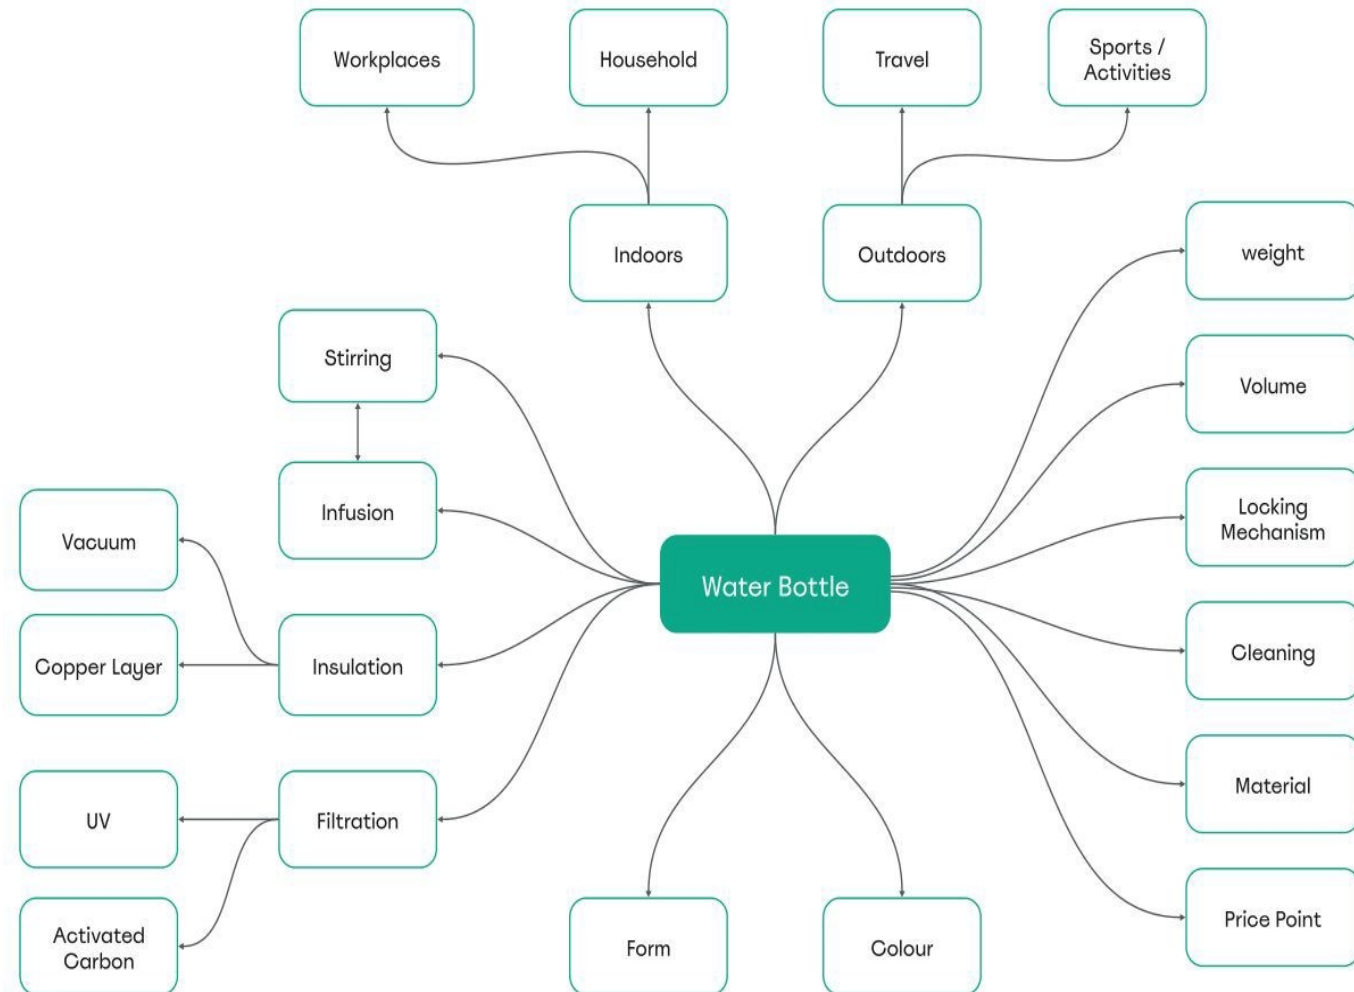 Workplaces
Household
Travel
Sports /
Activities
Indoors
Outdoors
weight
Stirring
Volume
Infusion
Locking
Mechanism
Vacuum
Water Bottle
Copper Layer
Insulation
Cleaning
UV
Filtration
Material
Activated
Carbon
Form
Colour
Price Point